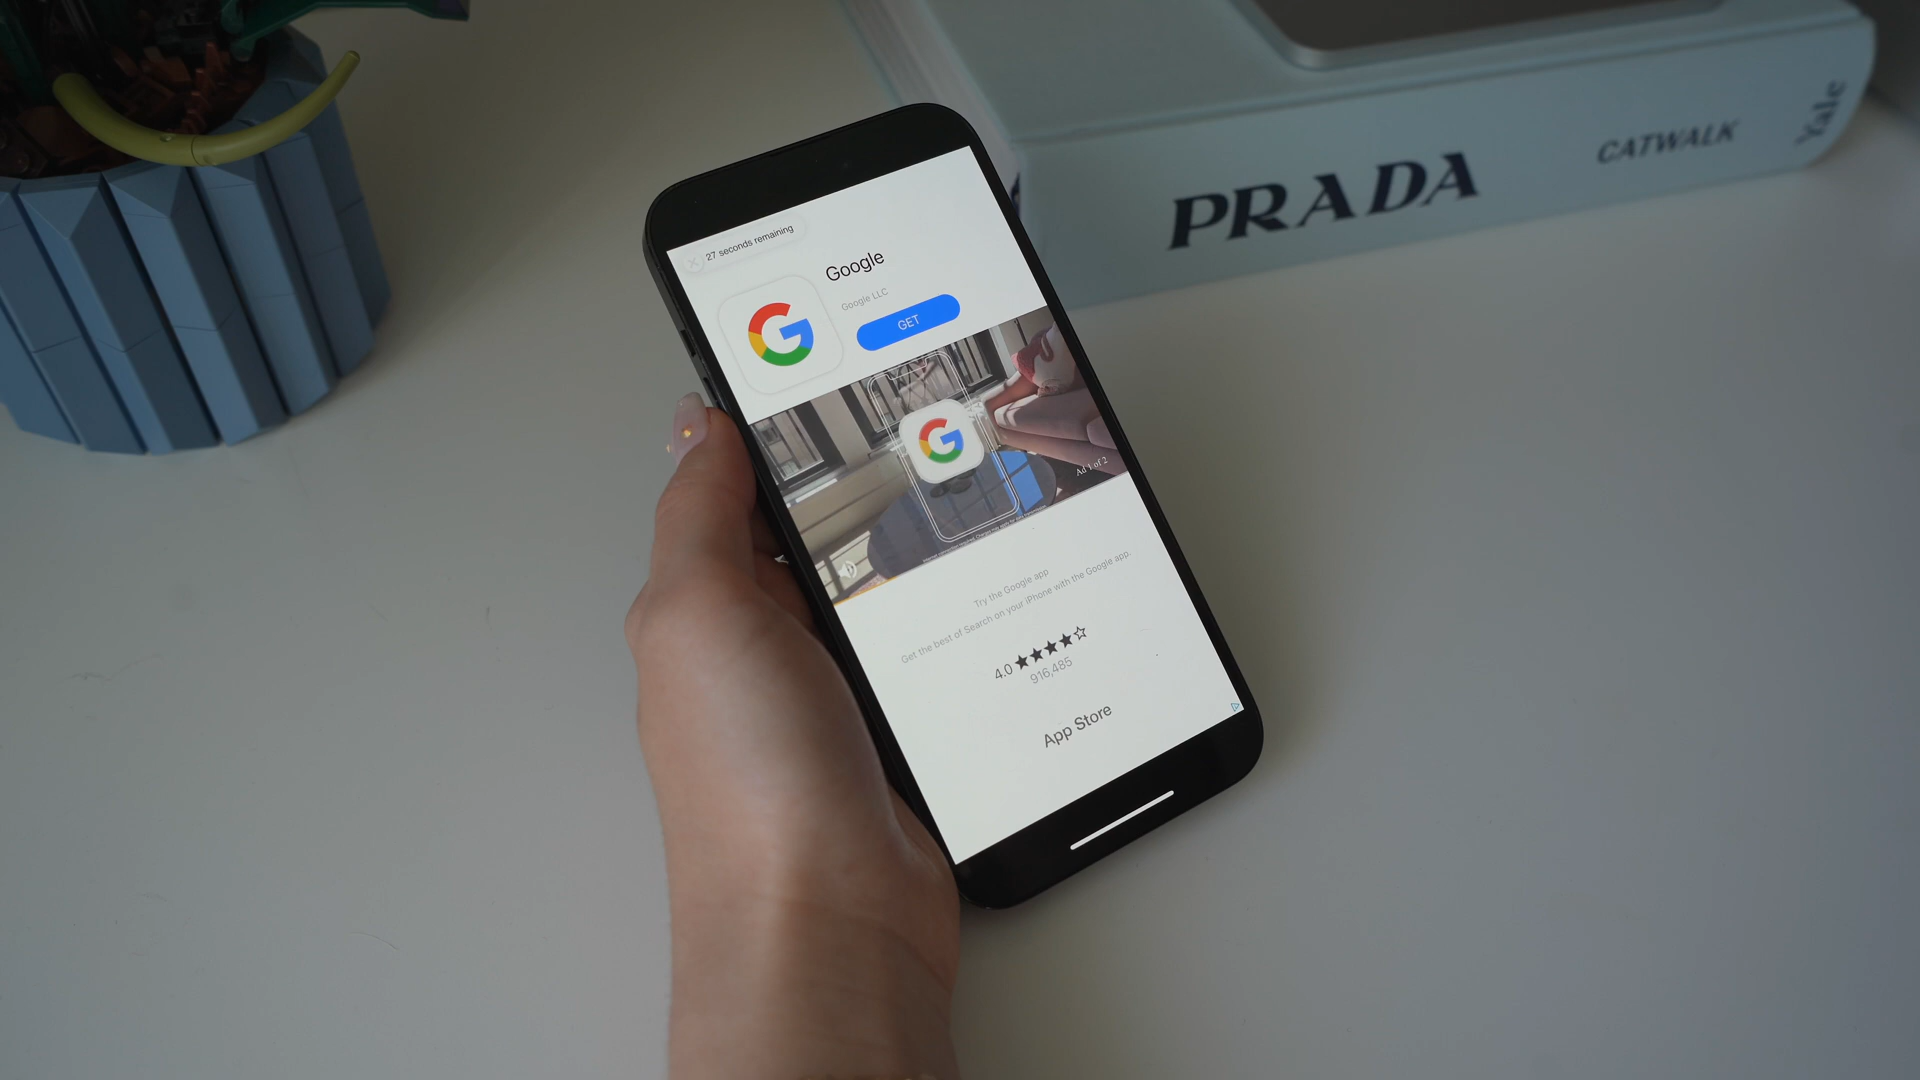 PRADA
CATWALK
Yale
27 seconds remaining
Google
Google LLC
GET
Ad 1 of 2
Try the Google app
Get the best of Search on your iPhone with the Google app.
4.0
916,485
App Store